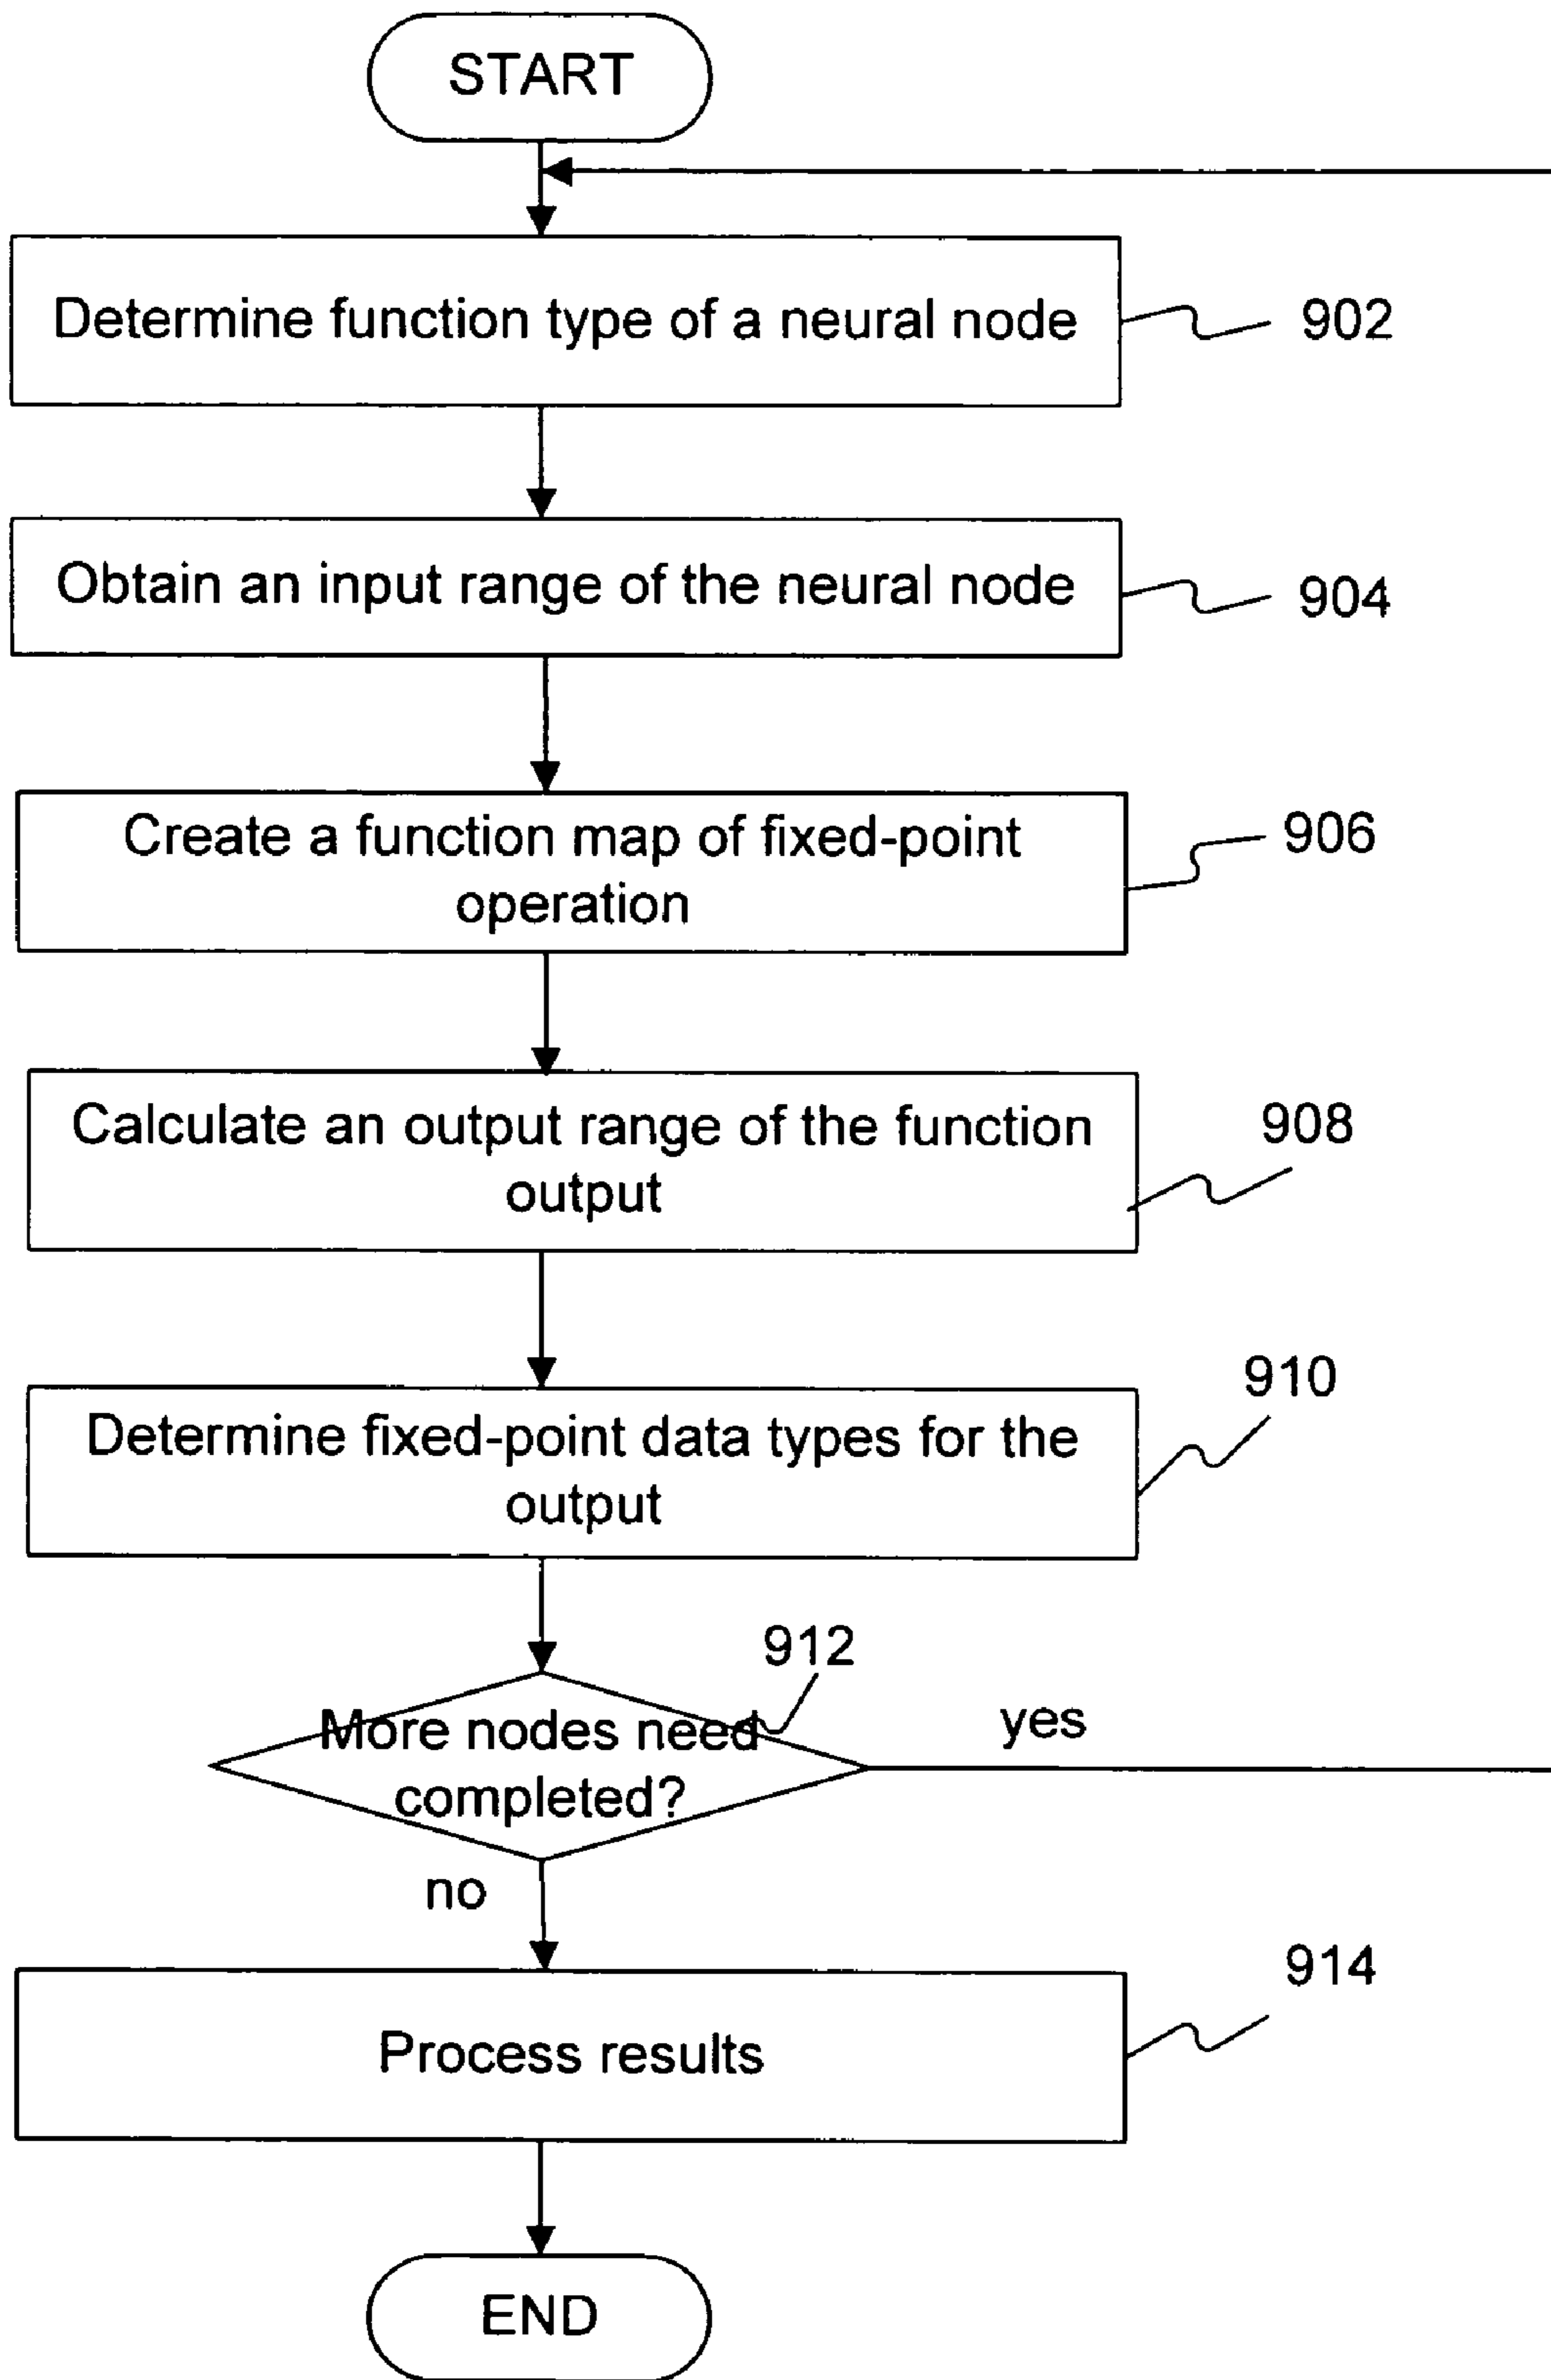 START
Determine function type of a neural node
902
Obtain an input range of the neural node
904
Create a function map of fixed-point
operation
906
Calculate an output range of the function
output
908
Determine fixed-point data types for the
output
910
More nodes need
completed?
912
yes
no
Process results
914
END